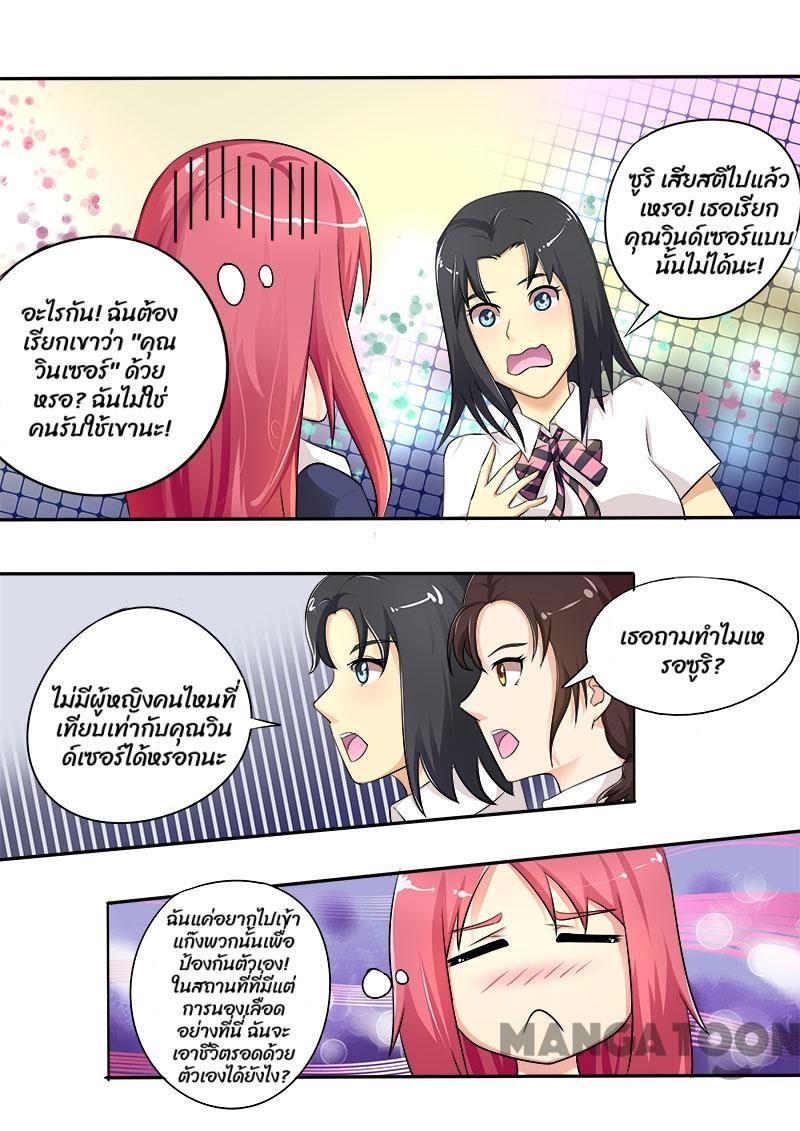 ซูริ เสียสติไปแล้ว
เหรอ! เธอเรียก
คุณวินด์เซอร์แบบ
นั้นไม่ได้นะ!
อะไรกัน! ฉันต้อง
เรียกเขาว่า "คุณ
วินเซอร์" ด้วย
หรอ? ฉันไม่ใช่
คนรับใช้เขานะ!
เธอถามทำไมเห
รอซูริ?
ไม่มีผู้หญิงคนไหนที่
เทียบเท่ากับคุณวิน
ด์เซอร์ได้หรอกนะ
ฉันแค่อยากไปเข้า
แก๊งพวกนั้นเพื่อ
ป้องกันตัวเอง!
ในสถานที่ที่มีแต่
การนองเลือด
อย่างที่นี่ ฉันจะ
เอาชีวิตรอดด้วย
ตัวเองได้ยังไง?
MANGATOON